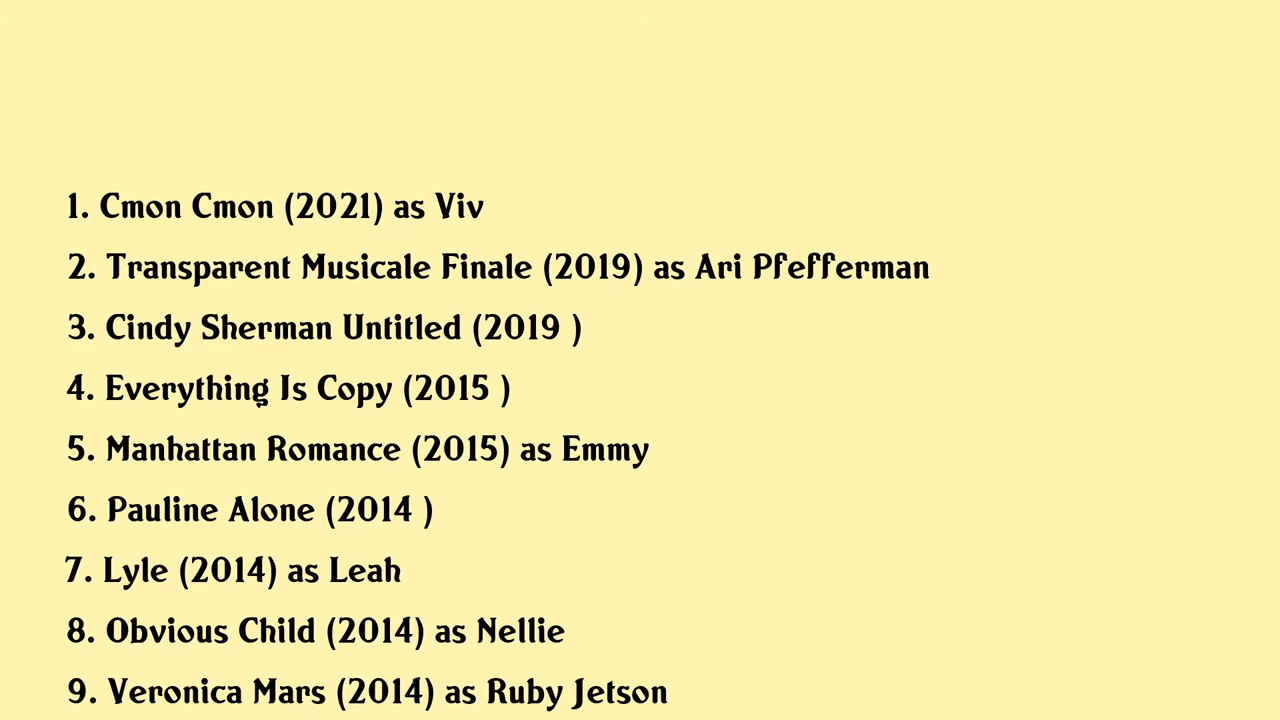 1. Cmon Cmon (2021) as Viv
2. Transparent Musicale Finale (2019) as Ari Pfefferman
3. Cindy Sherman Untitled (2019 )
4. Everything Is Copy (2015 )
5. Manhattan Romance (2015) as Emmy
6. Pauline Alone (2014 )
7. Lyle (2014) as Leah
8. Obvious Child (2014) as Nellie
9. Veronica Mars (2014) as Ruby Jetson